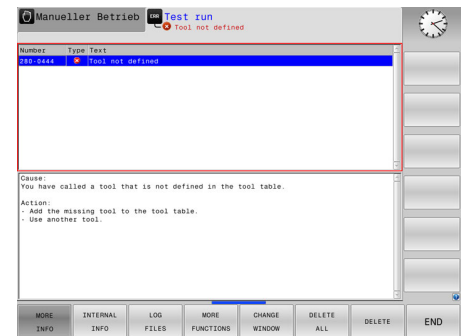 Manueller Betrieb
ERR
Test run
Tool not defined
Number Type Text
280-0444 Tool not defined
Cause:
You have called a tool that is not defined in the tool table.
Action:
- Add the missing tool to the tool table.
- Use another tool.
MORE INFO
INTERNAL INFO
LOG FILES
MORE FUNCTIONS
CHANGE WINDOW
DELETE ALL
DELETE
END